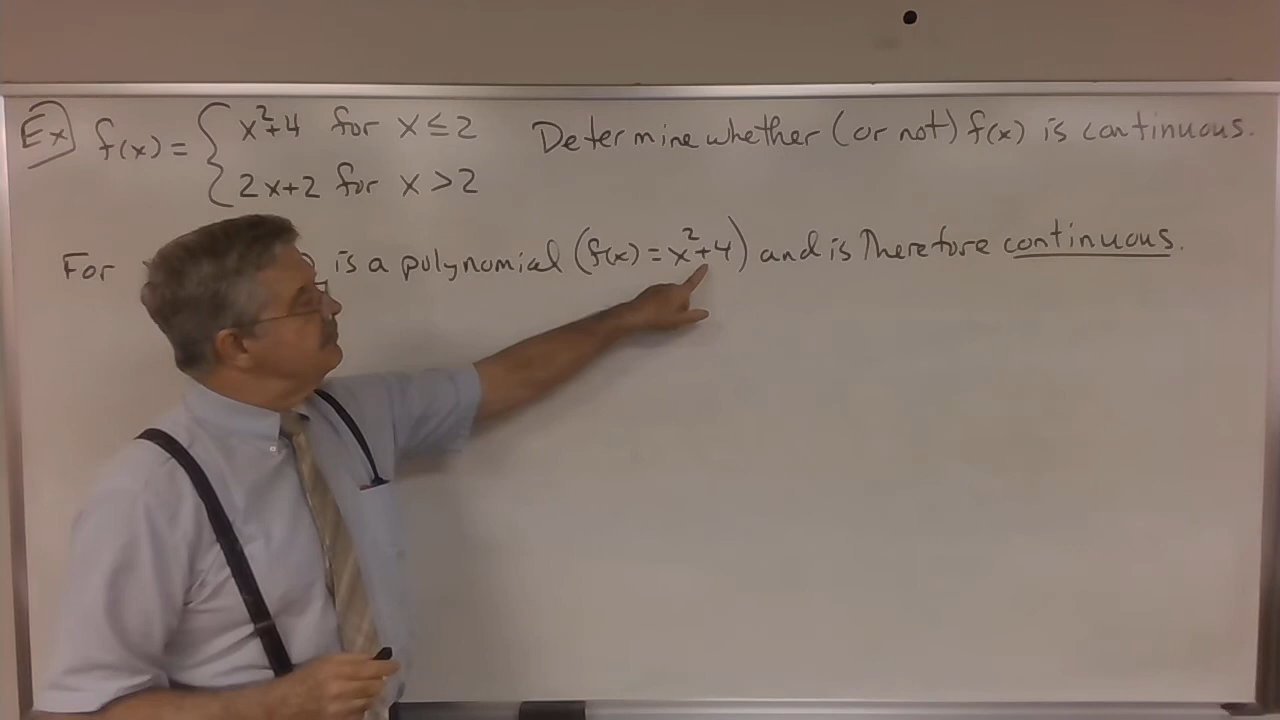 Ex) f(x) = { x²+4 for x ≤ 2 Determine whether (or not) f(x) is continuous.
2x+2 for x > 2
For is a polynomial (f(x) = x²+4) and is Therefore continuous.